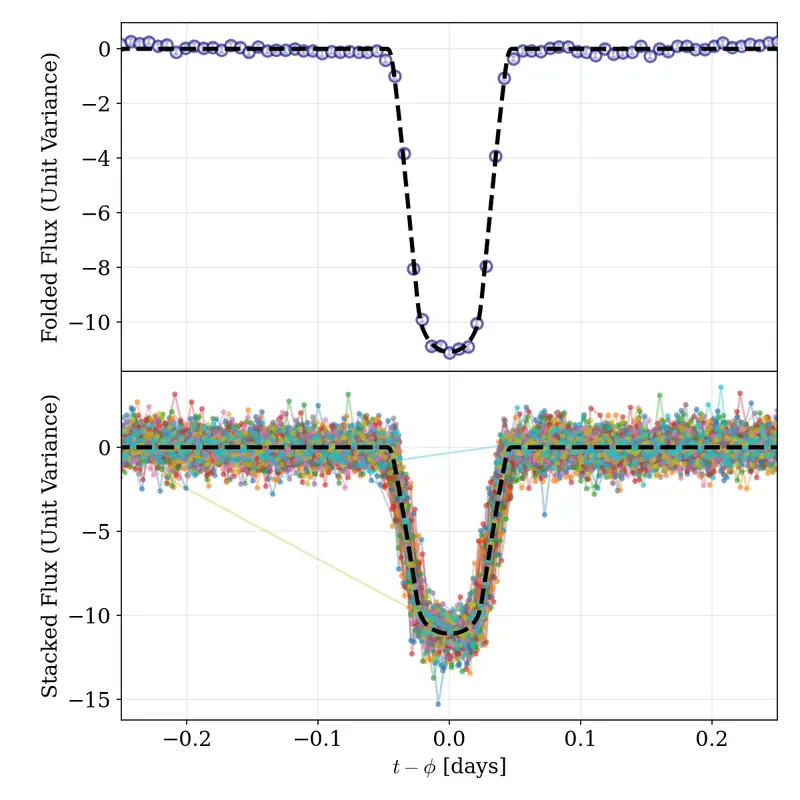 Folded Flux (Unit Variance)
0
−2
−4
−6
−8
−10
Stacked Flux (Unit Variance)
0
−5
−10
−15
−0.2 −0.1 0.0 0.1 0.2
t − ϕ [days]